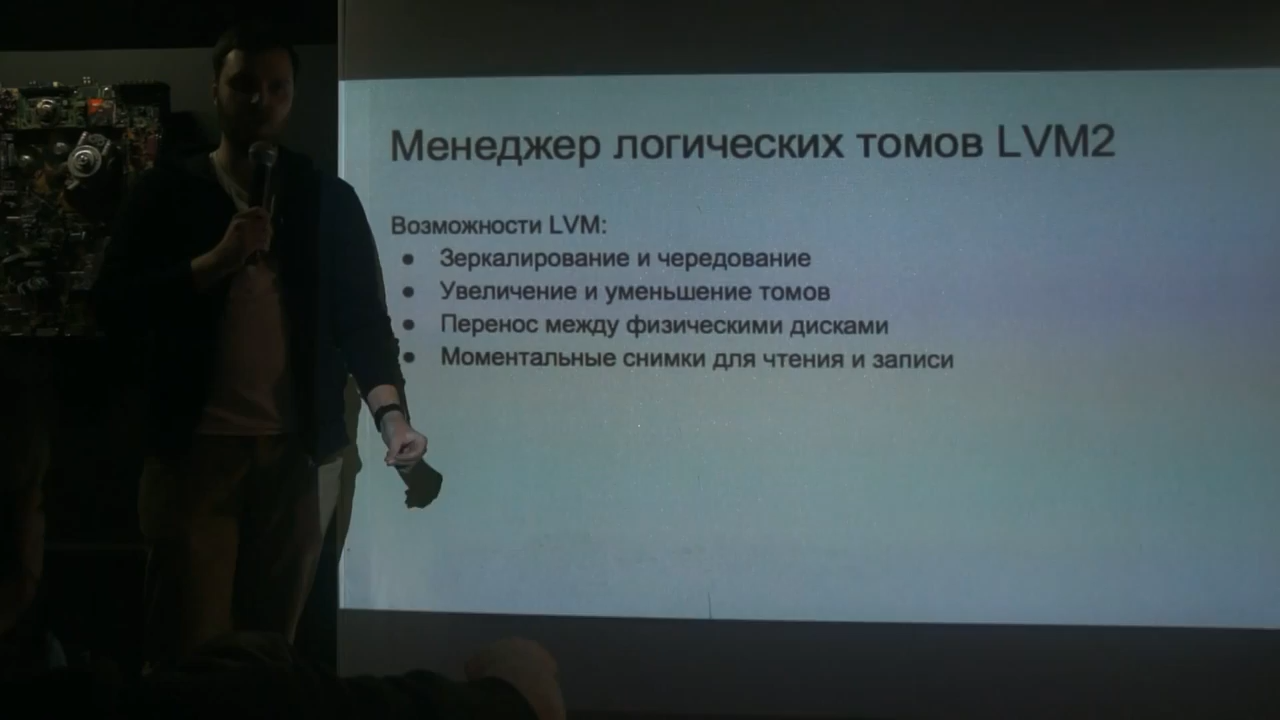 Менеджер логических томов LVM2
Возможности LVM:
● Зеркалирование и чередование
● Увеличение и уменьшение томов
● Перенос между физическими дисками
● Моментальные снимки для чтения и записи